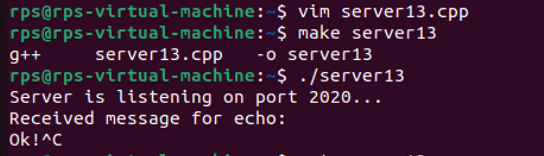 rps@rps-virtual-machine:~$ vim server13.cpp
rps@rps-virtual-machine:~$ make server13
g++     server13.cpp   -o server13
rps@rps-virtual-machine:~$ ./server13
Server is listening on port 2020...
Received message for echo:
Ok!^C